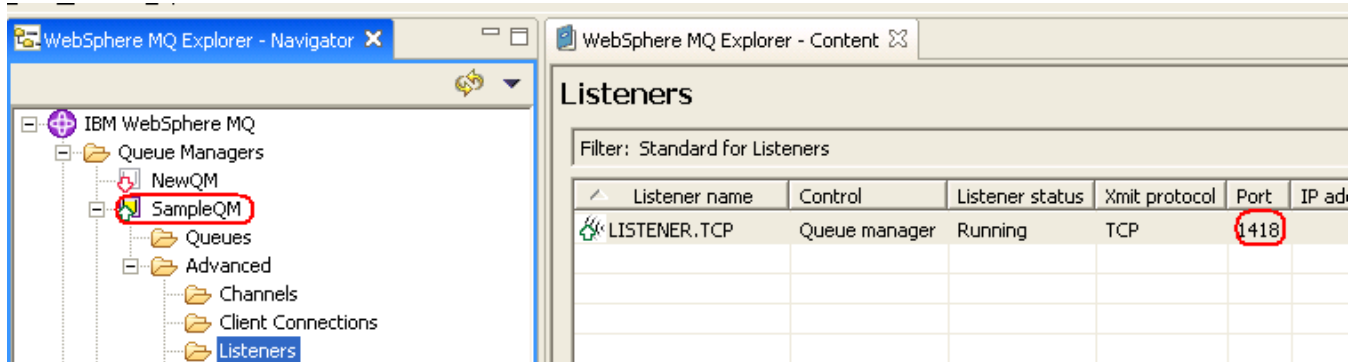 WebSphere MQ Explorer - Navigator
WebSphere MQ Explorer - Content
Listeners
IBM WebSphere MQ
Queue Managers
NewQM
SampleQM
Queues
Advanced
Channels
Client Connections
Listeners
Filter: Standard for Listeners
Listener name Control Listener status Xmit protocol Port IP add
LISTENER.TCP Queue manager Running TCP 1418